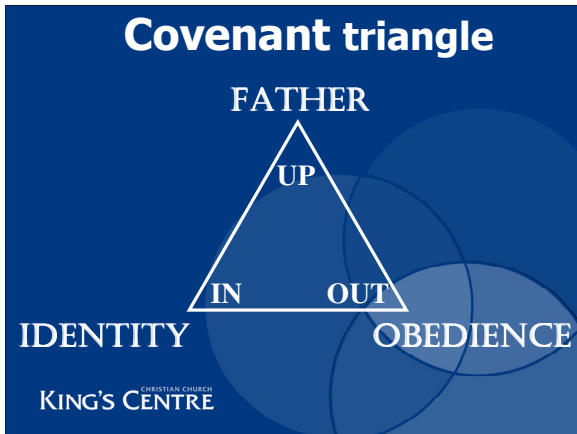 Covenant triangle
FATHER
UP
IN OUT
IDENTITY OBEDIENCE
CHRISTIAN CHURCH
KING'S CENTRE